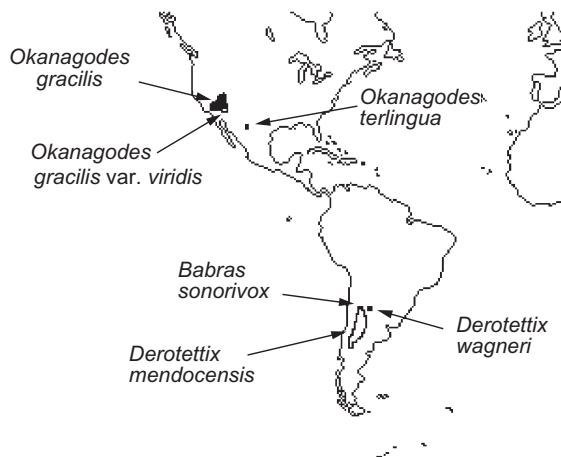 Okanagodes
gracilis
Okanagodes
terlingua
Okanagodes
gracilis var. viridis
Babras
sonorivox
Derotettix
wagneri
Derotettix
mendocensis